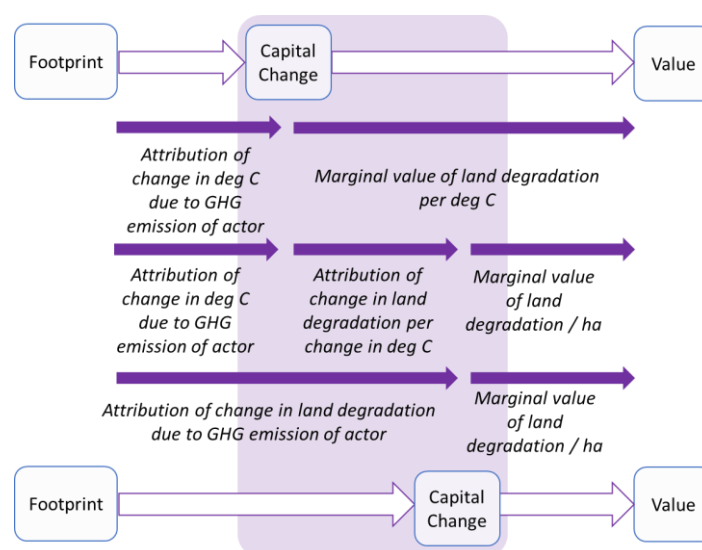 Footprint
Capital
Change
Value
Attribution of
change in deg C
due to GHG
emission of actor
Marginal value of land degradation
per deg C
Attribution of
change in deg C
due to GHG
emission of actor
Attribution of
change in land
degradation per
change in deg C
Marginal value
of land
degradation / ha
Attribution of change in land degradation
due to GHG emission of actor
Marginal value
of land
degradation / ha
Footprint
Capital
Change
Value